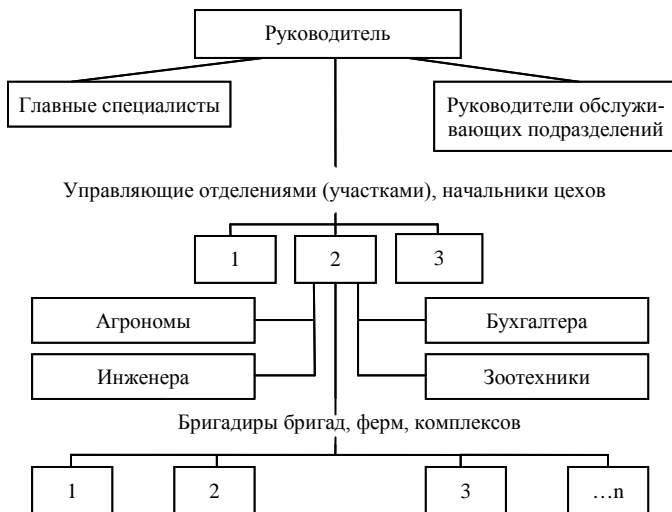 Руководитель
Главные специалисты
Руководители обслужи-
вающих подразделений
Управляющие отделениями (участками), начальники цехов
1
2
3
Агрономы
Бухгалтера
Инженера
Зоотехники
Бригадиры бригад, ферм, комплексов
1
2
3
…n